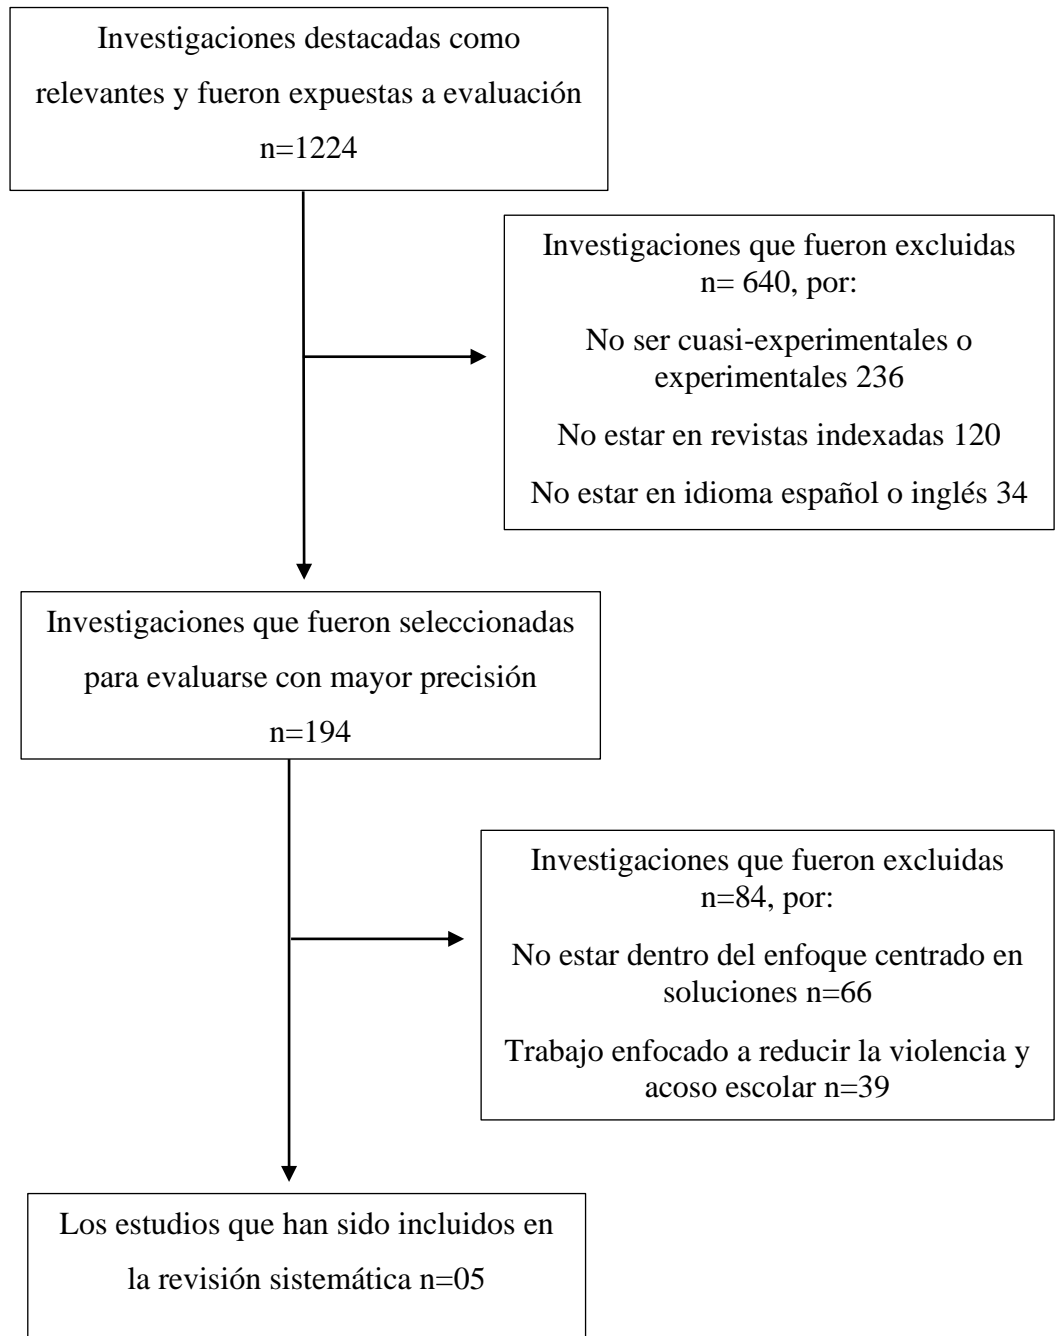 Investigaciones destacadas como
relevantes y fueron expuestas a evaluación
n=1224
Investigaciones que fueron excluidas
n= 640, por:
No ser cuasi-experimentales o
experimentales 236
No estar en revistas indexadas 120
No estar en idioma español o inglés 34
Investigaciones que fueron seleccionadas
para evaluarse con mayor precisión
n=194
Investigaciones que fueron excluidas
n=84, por:
No estar dentro del enfoque centrado en
soluciones n=66
Trabajo enfocado a reducir la violencia y
acoso escolar n=39
Los estudios que han sido incluidos en
la revisión sistemática n=05